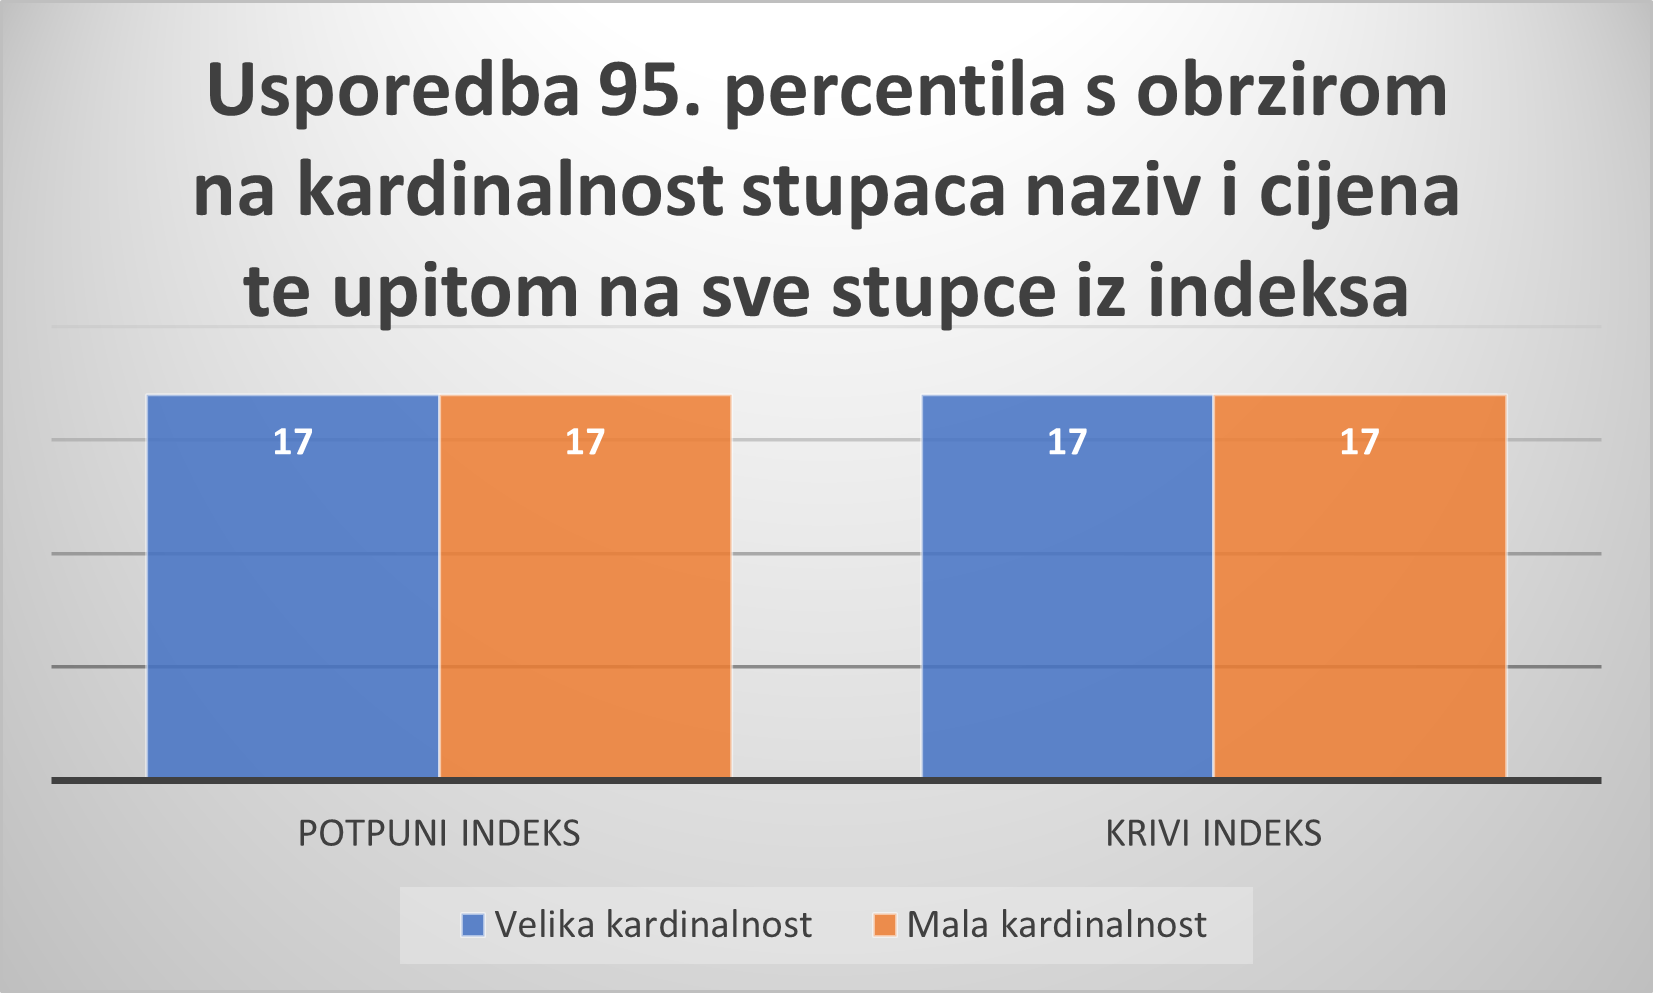 Usporedba 95. percentila s obrzirom
na kardinalnost stupaca naziv i cijena
te upitom na sve stupce iz indeksa
17 17 17 17
POTPUNI INDEKS KRIVI INDEKS
Velika kardinalnost Mala kardinalnost